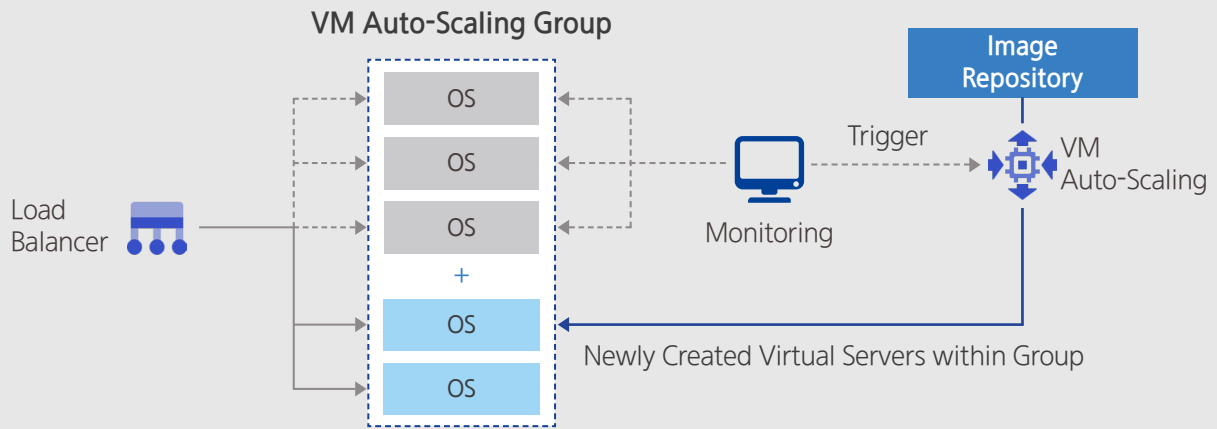 VM Auto-Scaling Group
Image
Repository
OS
OS
OS
+
OS
OS
Load
Balancer
Monitoring
Trigger
VM
Auto-Scaling
Newly Created Virtual Servers within Group